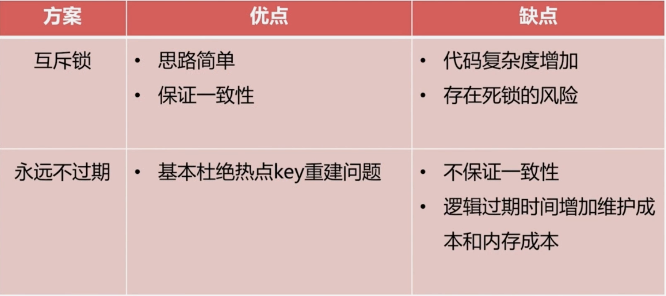 方案 优点 缺点
互斥锁 • 思路简单 • 代码复杂度增加
• 保证一致性 • 存在死锁的风险
永远不过期 • 基本杜绝热点key重建问题 • 不保证一致性
• 逻辑过期时间增加维护成
本和内存成本